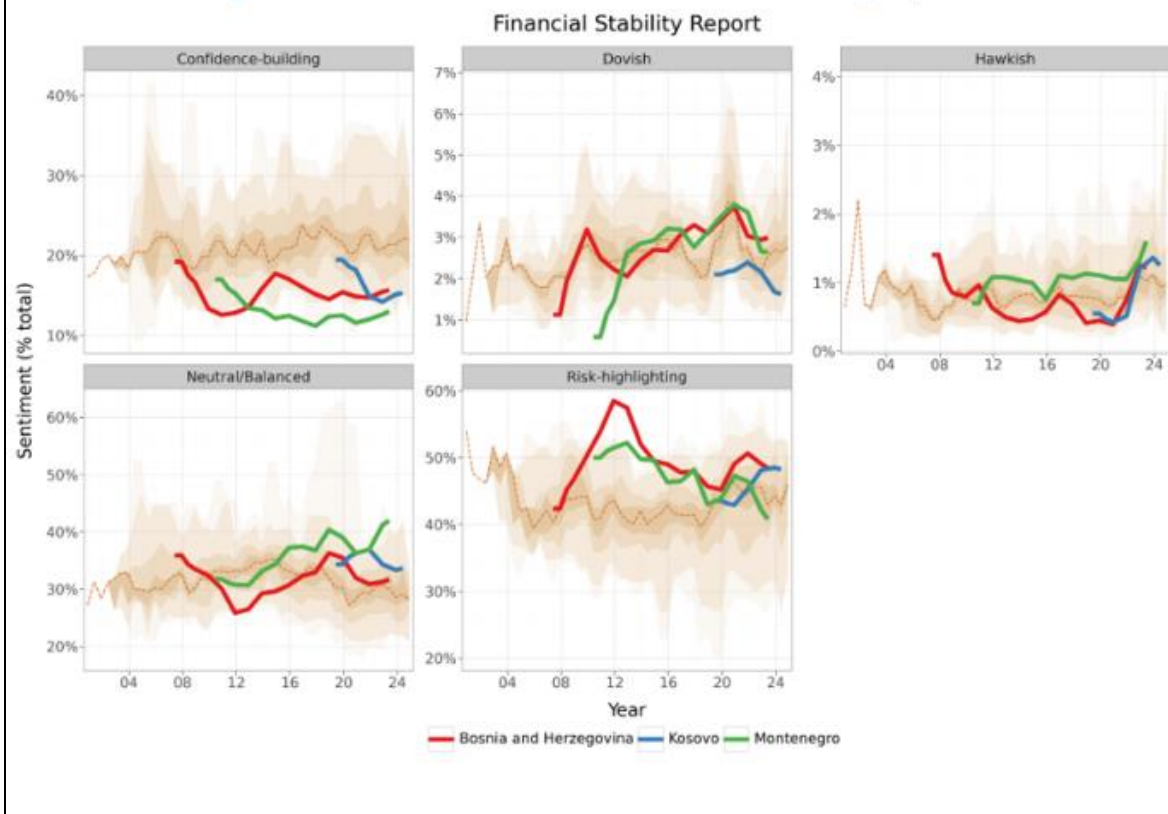 Financial Stability Report
Confidence-building
Dovish
Hawkish
40%
30%
20%
10%
7%
6%
5%
4%
3%
2%
1%
4%
3%
2%
1%
0%
04 08 12 16 20 24
Neutral/Balanced
Risk-highlighting
60%
50%
40%
30%
20%
60%
50%
40%
30%
20%
04 08 12 16 20 24
04 08 12 16 20 24
Sentiment (% total)
Year
Bosnia and Herzegovina Kosovo Montenegro